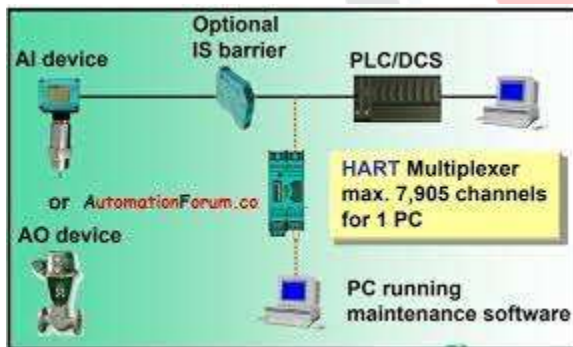 Optional
IS barrier
AI device
PLC/DCS
HART Multiplexer
max. 7,905 channels
for 1 PC
or AutomationForum.co
AO device
PC running
maintenance software